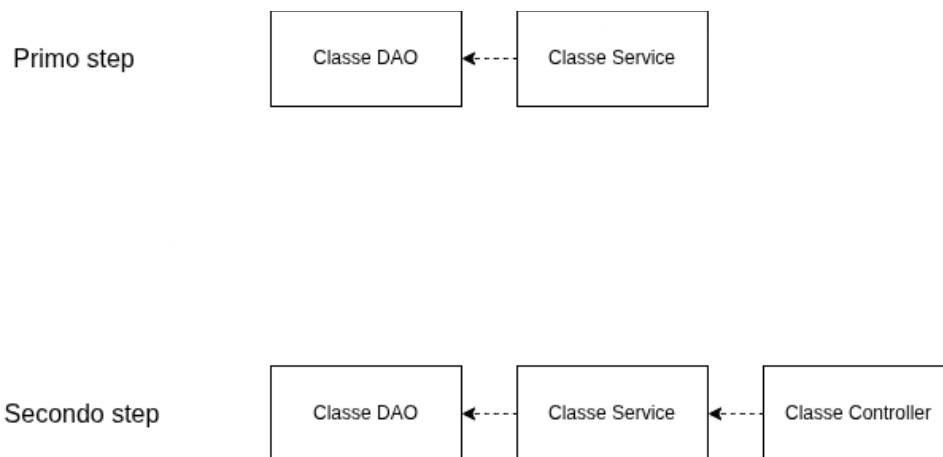 Primo step
Classe DAO
Classe Service
Secondo step
Classe DAO
Classe Service
Classe Controller